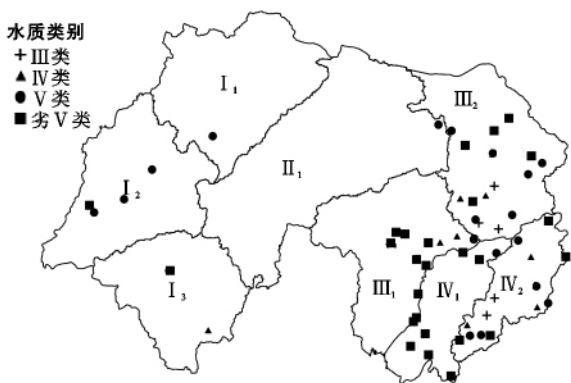 水质类别
+ III类
▲ IV类
● V类
■ 劣V类
I₁
III₂
I₂
II₁
I₃
III₁
IV₁
IV₂